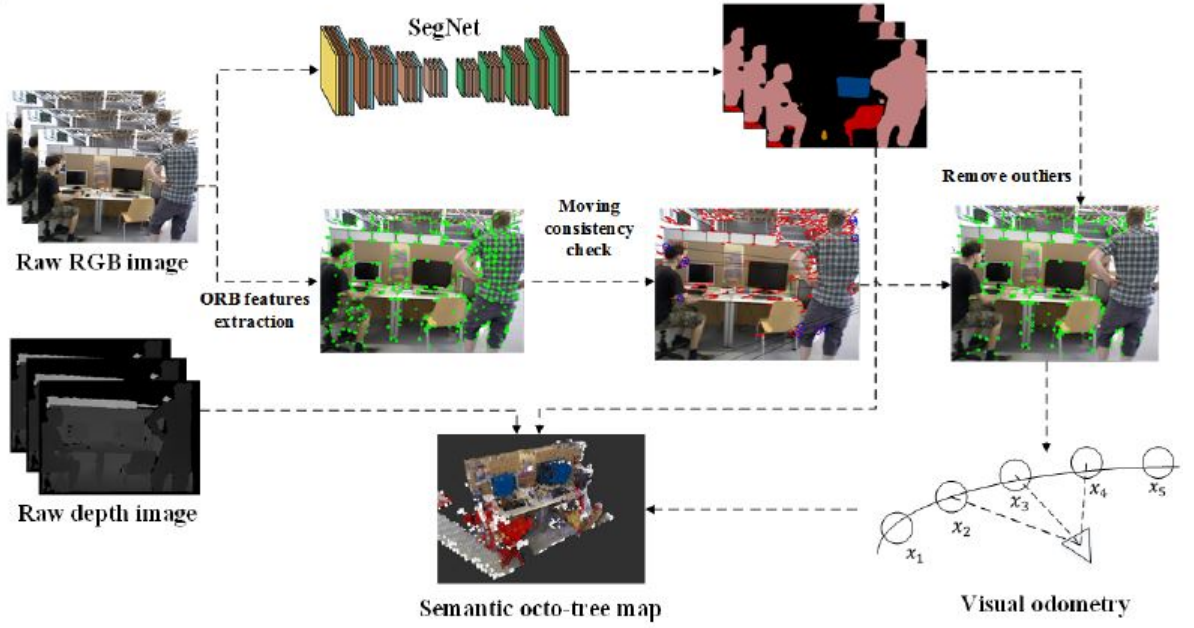 SegNet
Raw RGB image
ORB features
extraction
Moving
consistency
check
Remove outliers
Raw depth image
Semantic octo-tree map
x₁
x₂
x₃
x₄
x₅
Visual odometry